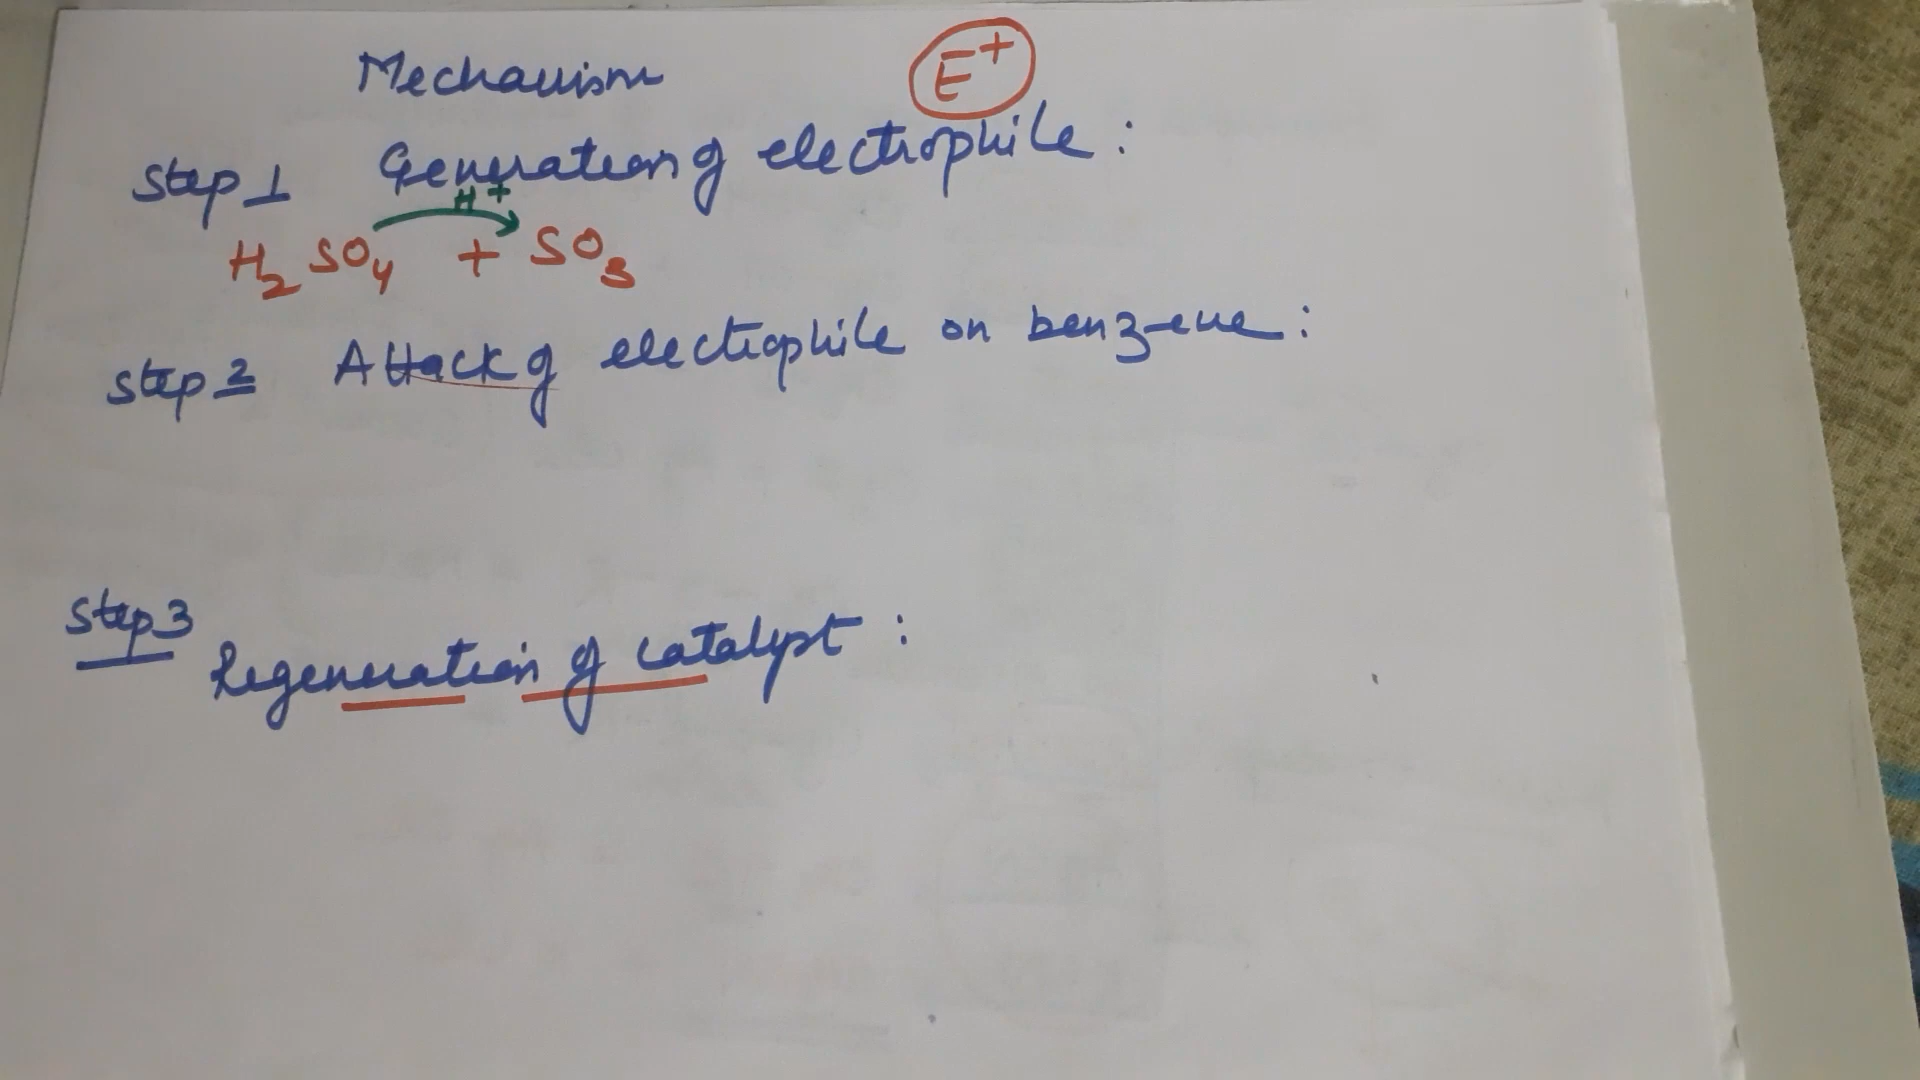 Mechanism E+
Step 1 Generation of electrophile :
H+
H2SO4 + SO3
Step 2 Attack of electrophile on benzene :
Step 3
Regeneration of catalyst :